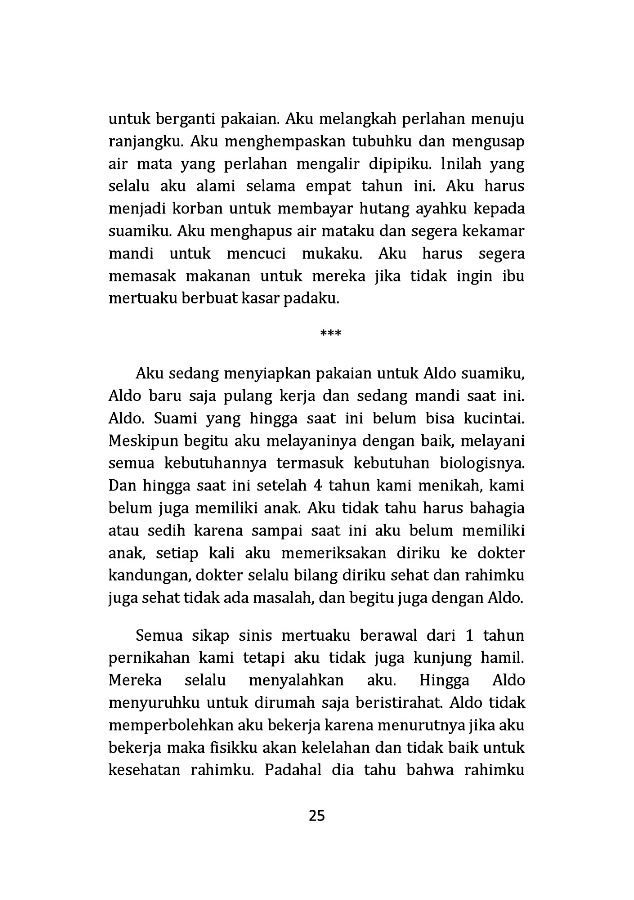 untuk berganti pakaian. Aku melangkah perlahan menuju
ranjangku. Aku menghempaskan tubuhku dan mengusap
air mata yang perlahan mengalir dipipiku. Inilah yang
selalu aku alami selama empat tahun ini. Aku harus
menjadi korban untuk membayar hutang ayahku kepada
suamiku. Aku menghapus air mataku dan segera kekamar
mandi untuk mencuci mukaku. Aku harus segera
memasak makanan untuk mereka jika tidak ingin ibu
mertuaku berbuat kasar padaku.
***
Aku sedang menyiapkan pakaian untuk Aldo suamiku,
Aldo baru saja pulang kerja dan sedang mandi saat ini.
Aldo. Suami yang hingga saat ini belum bisa kucintai.
Meskipun begitu aku melayaninya dengan baik, melayani
semua kebutuhannya termasuk kebutuhan biologisnya.
Dan hingga saat ini setelah 4 tahun kami menikah, kami
belum juga memiliki anak. Aku tidak tahu harus bahagia
atau sedih karena sampai saat ini aku belum memiliki
anak, setiap kali aku memeriksakan diriku ke dokter
kandungan, dokter selalu bilang diriku sehat dan rahimku
juga sehat tidak ada masalah, dan begitu juga dengan Aldo.
Semua sikap sinis mertuaku berawal dari 1 tahun
pernikahan kami tetapi aku tidak juga kunjung hamil.
Mereka selalu menyalahkan aku. Hingga Aldo
menyuruhku untuk dirumah saja beristirahat. Aldo tidak
memperbolehkan aku bekerja karena menurutnya jika aku
bekerja maka fisikku akan kelelahan dan tidak baik untuk
kesehatan rahimku. Padahal dia tahu bahwa rahimku
25